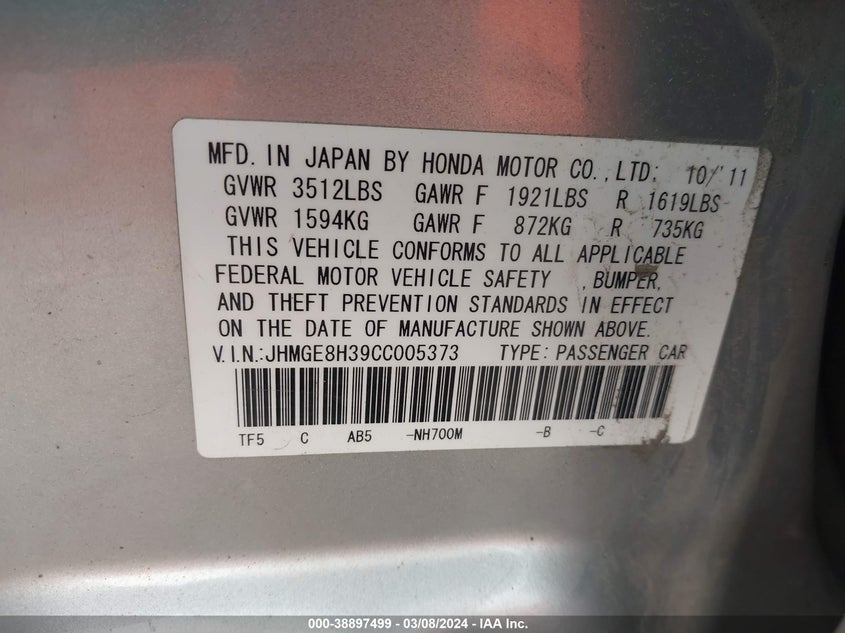 MFD. IN JAPAN BY HONDA MOTOR CO., LTD: 10/'11
GVWR 3512LBS GAWR F 1921LBS R 1619LBS
GVWR 1594KG GAWR F 872KG R 735KG
THIS VEHICLE CONFORMS TO ALL APPLICABLE
FEDERAL MOTOR VEHICLE SAFETY , BUMPER,
AND THEFT PREVENTION STANDARDS IN EFFECT
ON THE DATE OF MANUFACTURE SHOWN ABOVE.
V.I.N.:JHMGE8H39CC005373 TYPE: PASSENGER CAR
TF5 C AB5 -NH700M -B -C
000-38897499 - 03/08/2024 - IAA Inc.